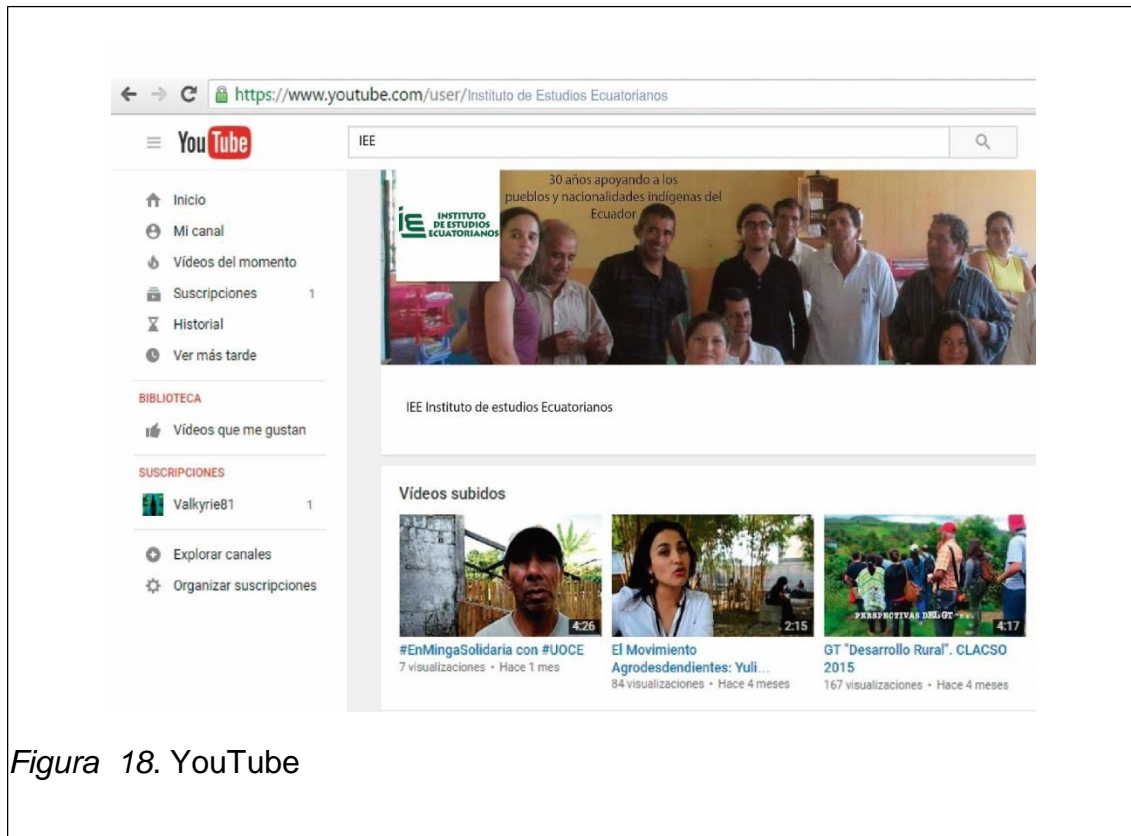 https://www.youtube.com/user/Instituto de Estudios Ecuatorianos
YouTube
IEE
Inicio
Mi canal
Vídeos del momento
Suscripciones 1
Historial
Ver más tarde
BIBLIOTECA
Vídeos que me gustan
SUSCRIPCIONES
Valkyrie81 1
Explorar canales
Organizar suscripciones
30 años apoyando a los
pueblos y nacionalidades indígenas del
Ecuador
iEE INSTITUTO
DE ESTUDIOS
ECUATORIANOS
IEE Instituto de estudios Ecuatorianos
Vídeos subidos
4:26
#EnMingaSolidaria con #UOCE
7 visualizaciones • Hace 1 mes
2:15
El Movimiento
Agrodesdendientes: Yuli...
84 visualizaciones • Hace 4 meses
PERSPECTIVAS DEL GT
4:17
GT "Desarrollo Rural". CLACSO
2015
167 visualizaciones • Hace 4 meses
Figura 18. YouTube